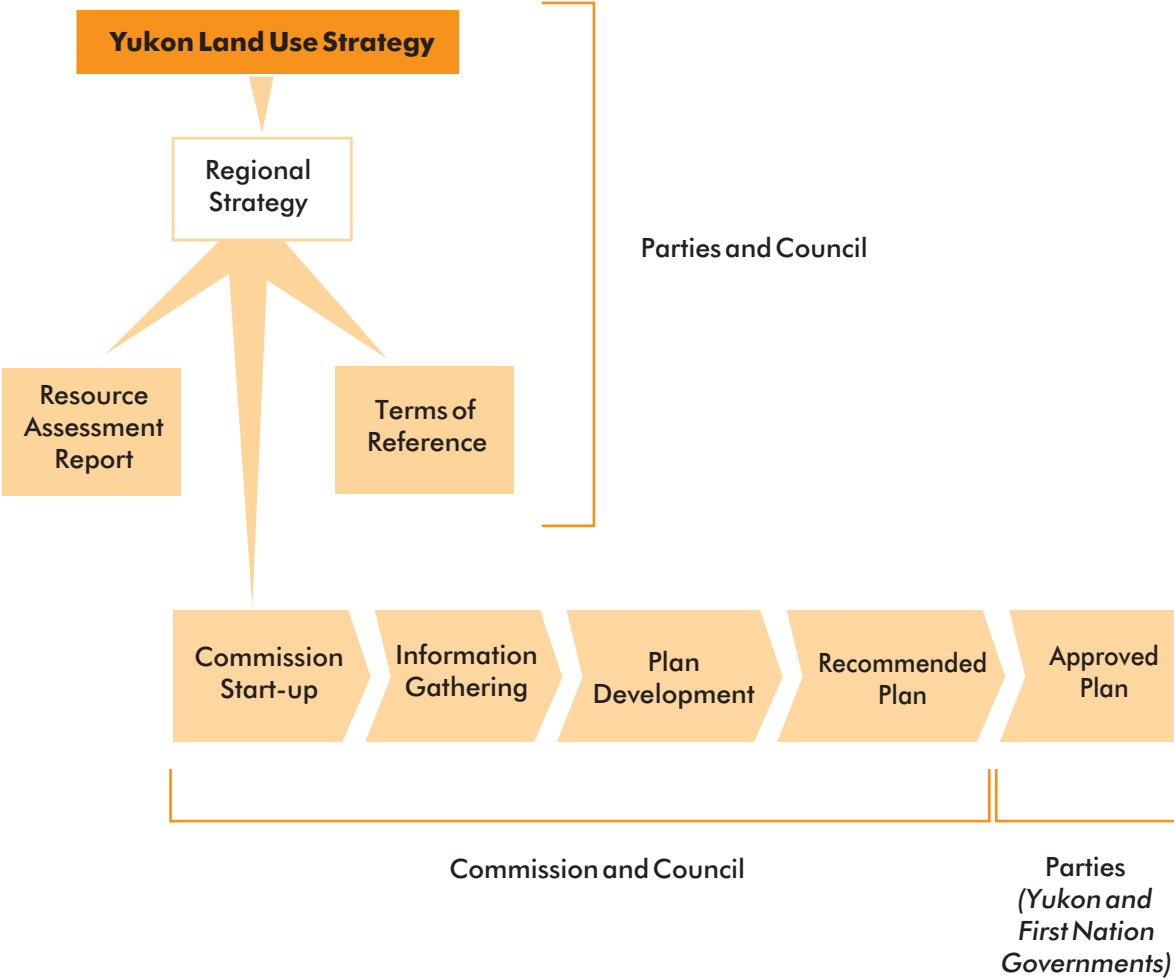 Yukon Land Use Strategy
Regional
Strategy
Parties and Council
Resource
Assessment
Report
Terms of
Reference
Commission
Start-up
Information
Gathering
Plan
Development
Recommended
Plan
Approved
Plan
Commission and Council
Parties
(Yukon and
First Nation
Governments)